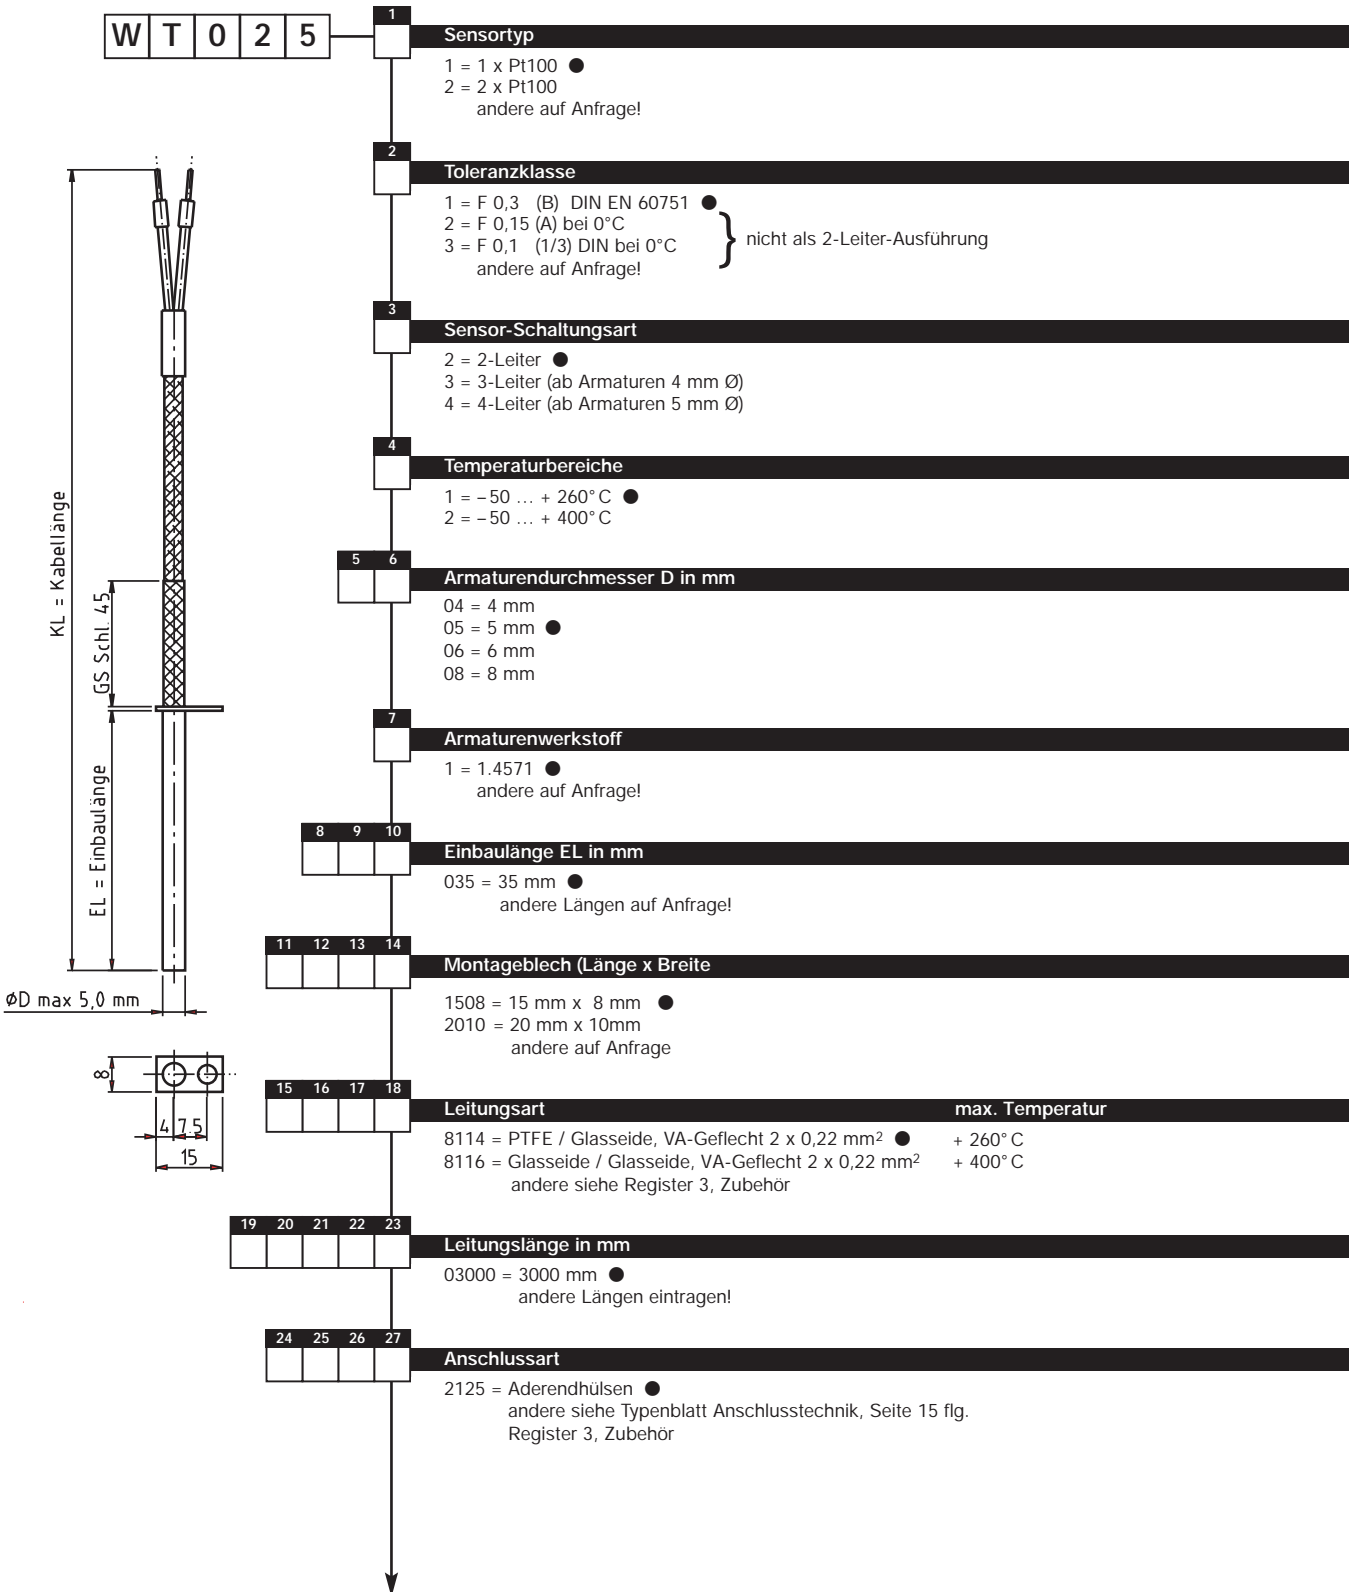 W T 0 2 5
1
Sensortyp
1 = 1 x Pt100 ●
2 = 2 x Pt100
andere auf Anfrage!
2
Toleranzklasse
1 = F 0,3 (B) DIN EN 60751 ●
2 = F 0,15 (A) bei 0°C
3 = F 0,1 (1/3) DIN bei 0°C
} nicht als 2-Leiter-Ausführung
andere auf Anfrage!
3
Sensor-Schaltungsart
2 = 2-Leiter ●
3 = 3-Leiter (ab Armaturen 4 mm Ø)
4 = 4-Leiter (ab Armaturen 5 mm Ø)
4
Temperaturbereiche
1 = –50 … + 260°C ●
2 = –50 … + 400°C
5 6
Armaturendurchmesser D in mm
04 = 4 mm
05 = 5 mm ●
06 = 6 mm
08 = 8 mm
7
Armaturenwerkstoff
1 = 1.4571 ●
andere auf Anfrage!
8 9 10
Einbaulänge EL in mm
035 = 35 mm ●
andere Längen auf Anfrage!
11 12 13 14
Montageblech (Länge x Breite
1508 = 15 mm x 8 mm ●
2010 = 20 mm x 10mm
andere auf Anfrage
15 16 17 18
Leitungsart max. Temperatur
8114 = PTFE / Glasseide, VA-Geflecht 2 x 0,22 mm² ● + 260°C
8116 = Glasseide / Glasseide, VA-Geflecht 2 x 0,22 mm² + 400°C
andere siehe Register 3, Zubehör
19 20 21 22 23
Leitungslänge in mm
03000 = 3000 mm ●
andere Längen eintragen!
24 25 26 27
Anschlussart
2125 = Aderendhülsen ●
andere siehe Typenblatt Anschlusstechnik, Seite 15 flg.
Register 3, Zubehör
KL = Kabellänge
GS Schl. 45
EL = Einbaulänge
ØD max 5,0 mm
8
4 7.5
15